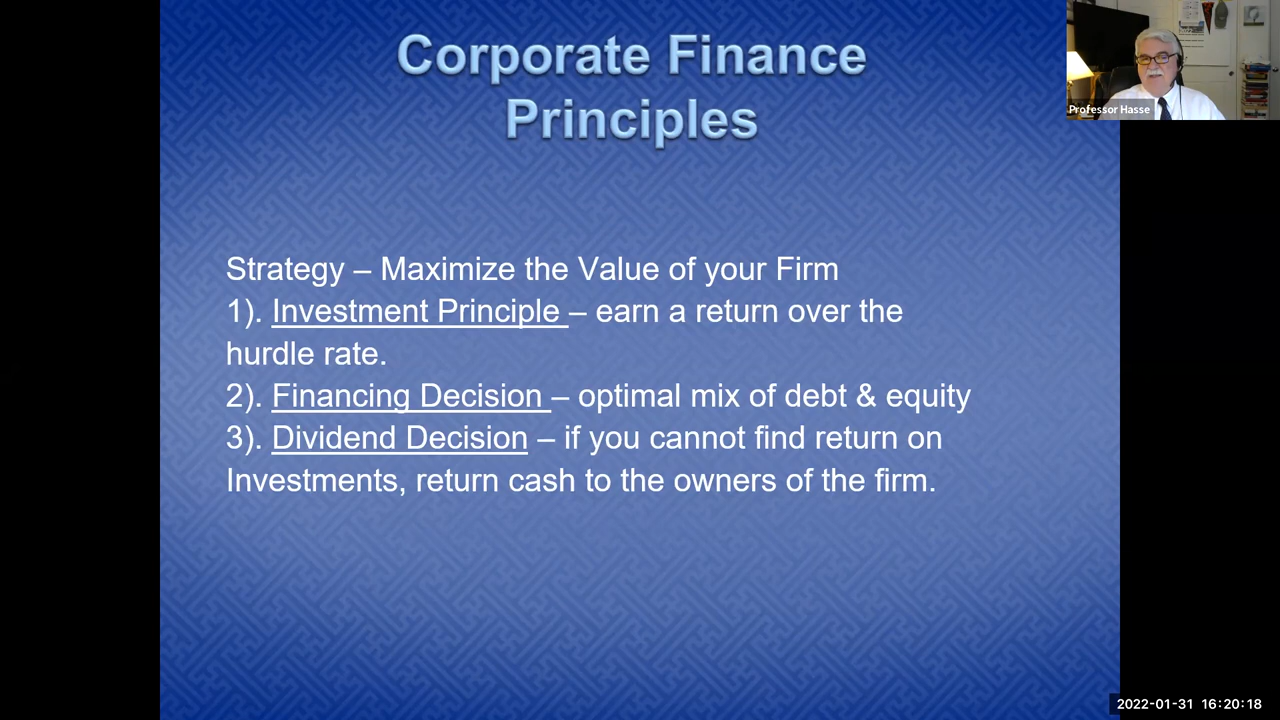 Corporate Finance
Principles
Professor Hasse
Strategy – Maximize the Value of your Firm
1). Investment Principle – earn a return over the
hurdle rate.
2). Financing Decision – optimal mix of debt & equity
3). Dividend Decision – if you cannot find return on
Investments, return cash to the owners of the firm.
2022-01-31 16:20:18